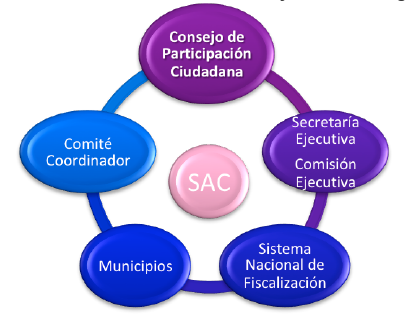 Consejo de
Participación
Ciudadana
Secretaría
Ejecutiva
Comisión
Ejecutiva
Comité
Coordinador
SAC
Municipios
Sistema
Nacional de
Fiscalización